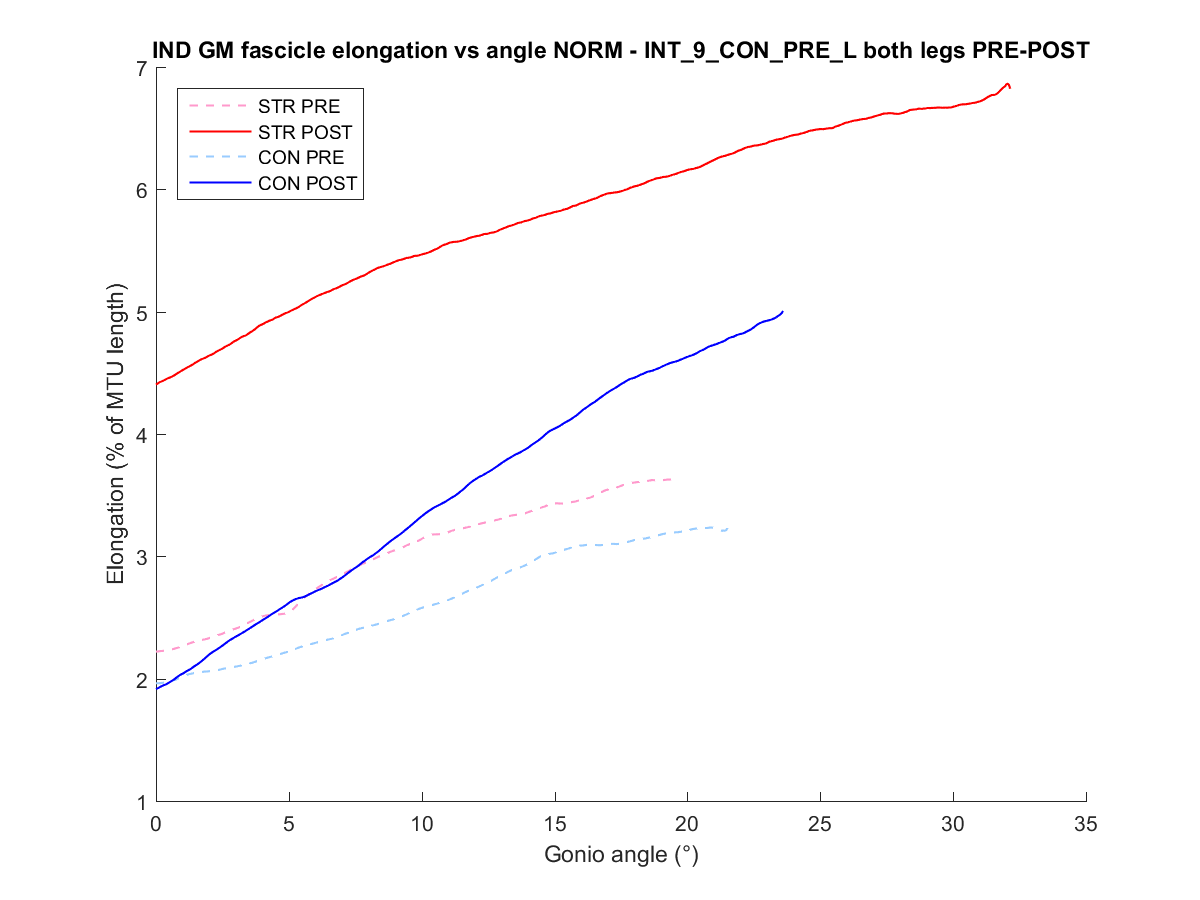 IND GM fascicle elongation vs angle NORM - INT_9_CON_PRE_L both legs PRE-POST
STR PRE
STR POST
CON PRE
CON POST
Elongation (% of MTU length)
7
6
5
4
3
2
1
0 5 10 15 20 25 30 35
Gonio angle (°)